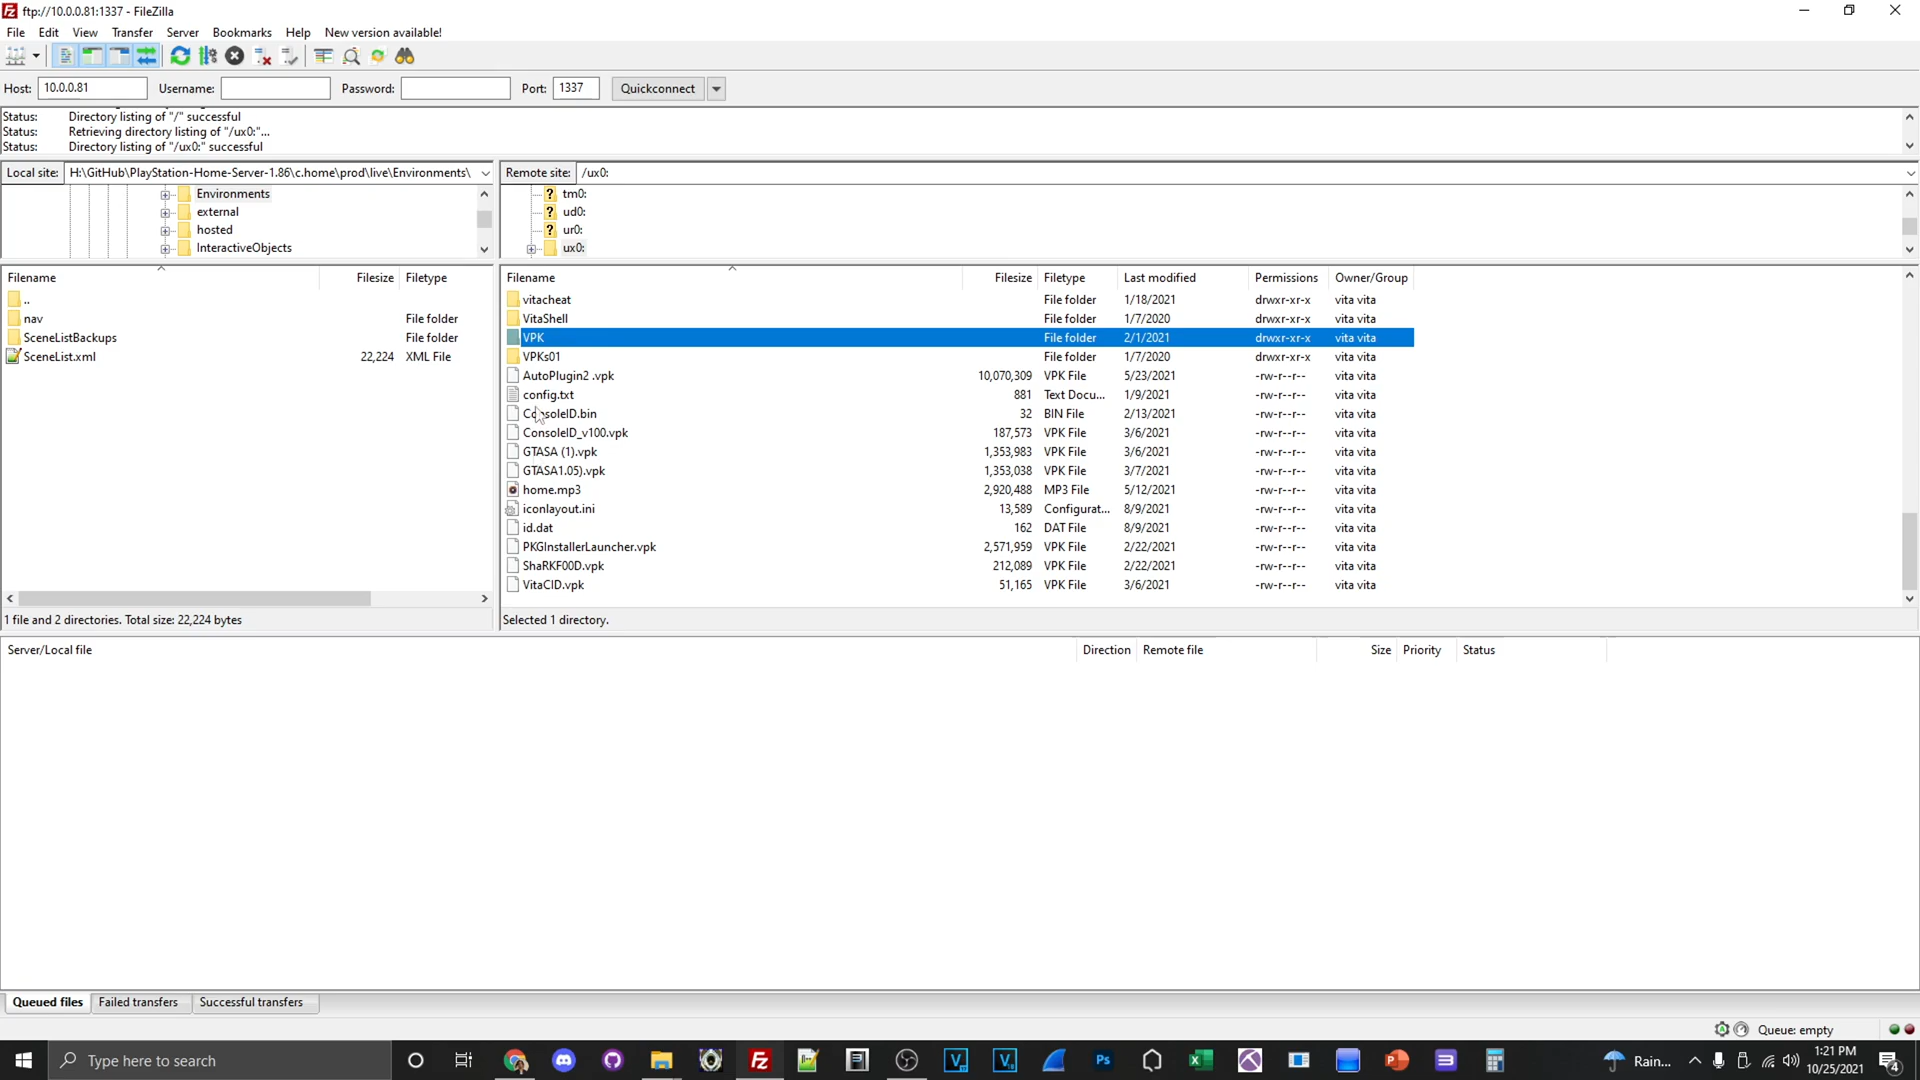 ftp://10.0.0.81:1337 - FileZilla
File Edit View Transfer Server Bookmarks Help New version available!
Host: 10.0.0.81 Username: Password: Port: 1337 Quickconnect
Status: Directory listing of "/" successful
Status: Retrieving directory listing of "/ux0:"...
Status: Directory listing of "/ux0:" successful
Local site: H:\GitHub\PlayStation-Home-Server-1.86\c.home\prod\live\Environments\
Environments
external
hosted
InteractiveObjects
Filename Filesize Filetype
..
nav File folder
SceneListBackups File folder
SceneList.xml 22,224 XML File
1 file and 2 directories. Total size: 22,224 bytes
Remote site: /ux0:
tm0:
ud0:
ur0:
ux0:
Filename Filesize Filetype Last modified Permissions Owner/Group
vitacheat File folder 1/18/2021 drwxr-xr-x vita vita
VitaShell File folder 1/7/2020 drwxr-xr-x vita vita
VPK File folder 2/1/2021 drwxr-xr-x vita vita
VPKs01 File folder 1/7/2020 drwxr-xr-x vita vita
AutoPlugin2 .vpk 10,070,309 VPK File 5/23/2021 -rw-r--r-- vita vita
config.txt 881 Text Docu... 1/9/2021 -rw-r--r-- vita vita
ConsoleID.bin 32 BIN File 2/13/2021 -rw-r--r-- vita vita
ConsoleID_v100.vpk 187,573 VPK File 3/6/2021 -rw-r--r-- vita vita
GTASA (1).vpk 1,353,983 VPK File 3/6/2021 -rw-r--r-- vita vita
GTASA1.05).vpk 1,353,038 VPK File 3/7/2021 -rw-r--r-- vita vita
home.mp3 2,920,488 MP3 File 5/12/2021 -rw-r--r-- vita vita
iconlayout.ini 13,589 Configurat... 8/9/2021 -rw-r--r-- vita vita
id.dat 162 DAT File 8/9/2021 -rw-r--r-- vita vita
PKGInstallerLauncher.vpk 2,571,959 VPK File 2/22/2021 -rw-r--r-- vita vita
ShaRKF00D.vpk 212,089 VPK File 2/22/2021 -rw-r--r-- vita vita
VitaCID.vpk 51,165 VPK File 3/6/2021 -rw-r--r-- vita vita
Selected 1 directory.
Server/Local file Direction Remote file Size Priority Status
Queued files Failed transfers Successful transfers
Queue: empty
Type here to search
Rain...
1:21 PM
10/25/2021
4